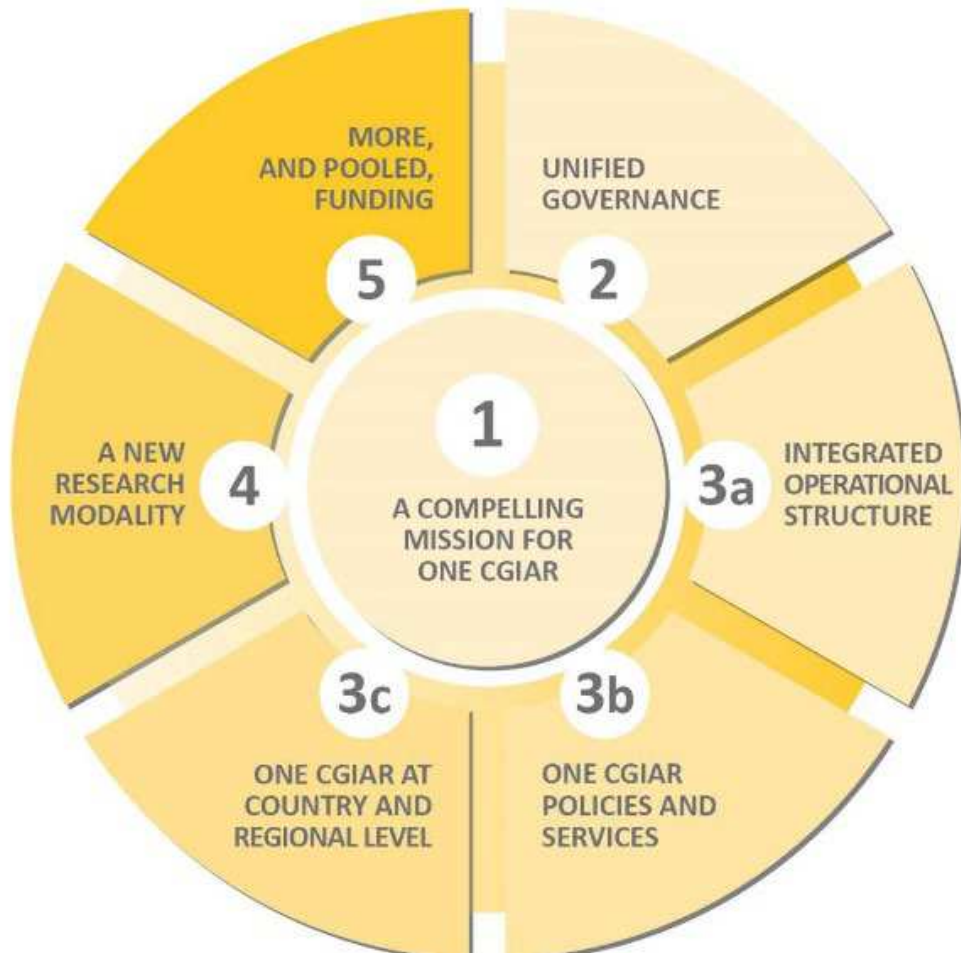 1
A COMPELLING
MISSION FOR
ONE CGIAR
2
UNIFIED
GOVERNANCE
3a
INTEGRATED
OPERATIONAL
STRUCTURE
3b
ONE CGIAR
POLICIES AND
SERVICES
3c
ONE CGIAR AT
COUNTRY AND
REGIONAL LEVEL
4
A NEW
RESEARCH
MODALITY
5
MORE,
AND POOLED,
FUNDING